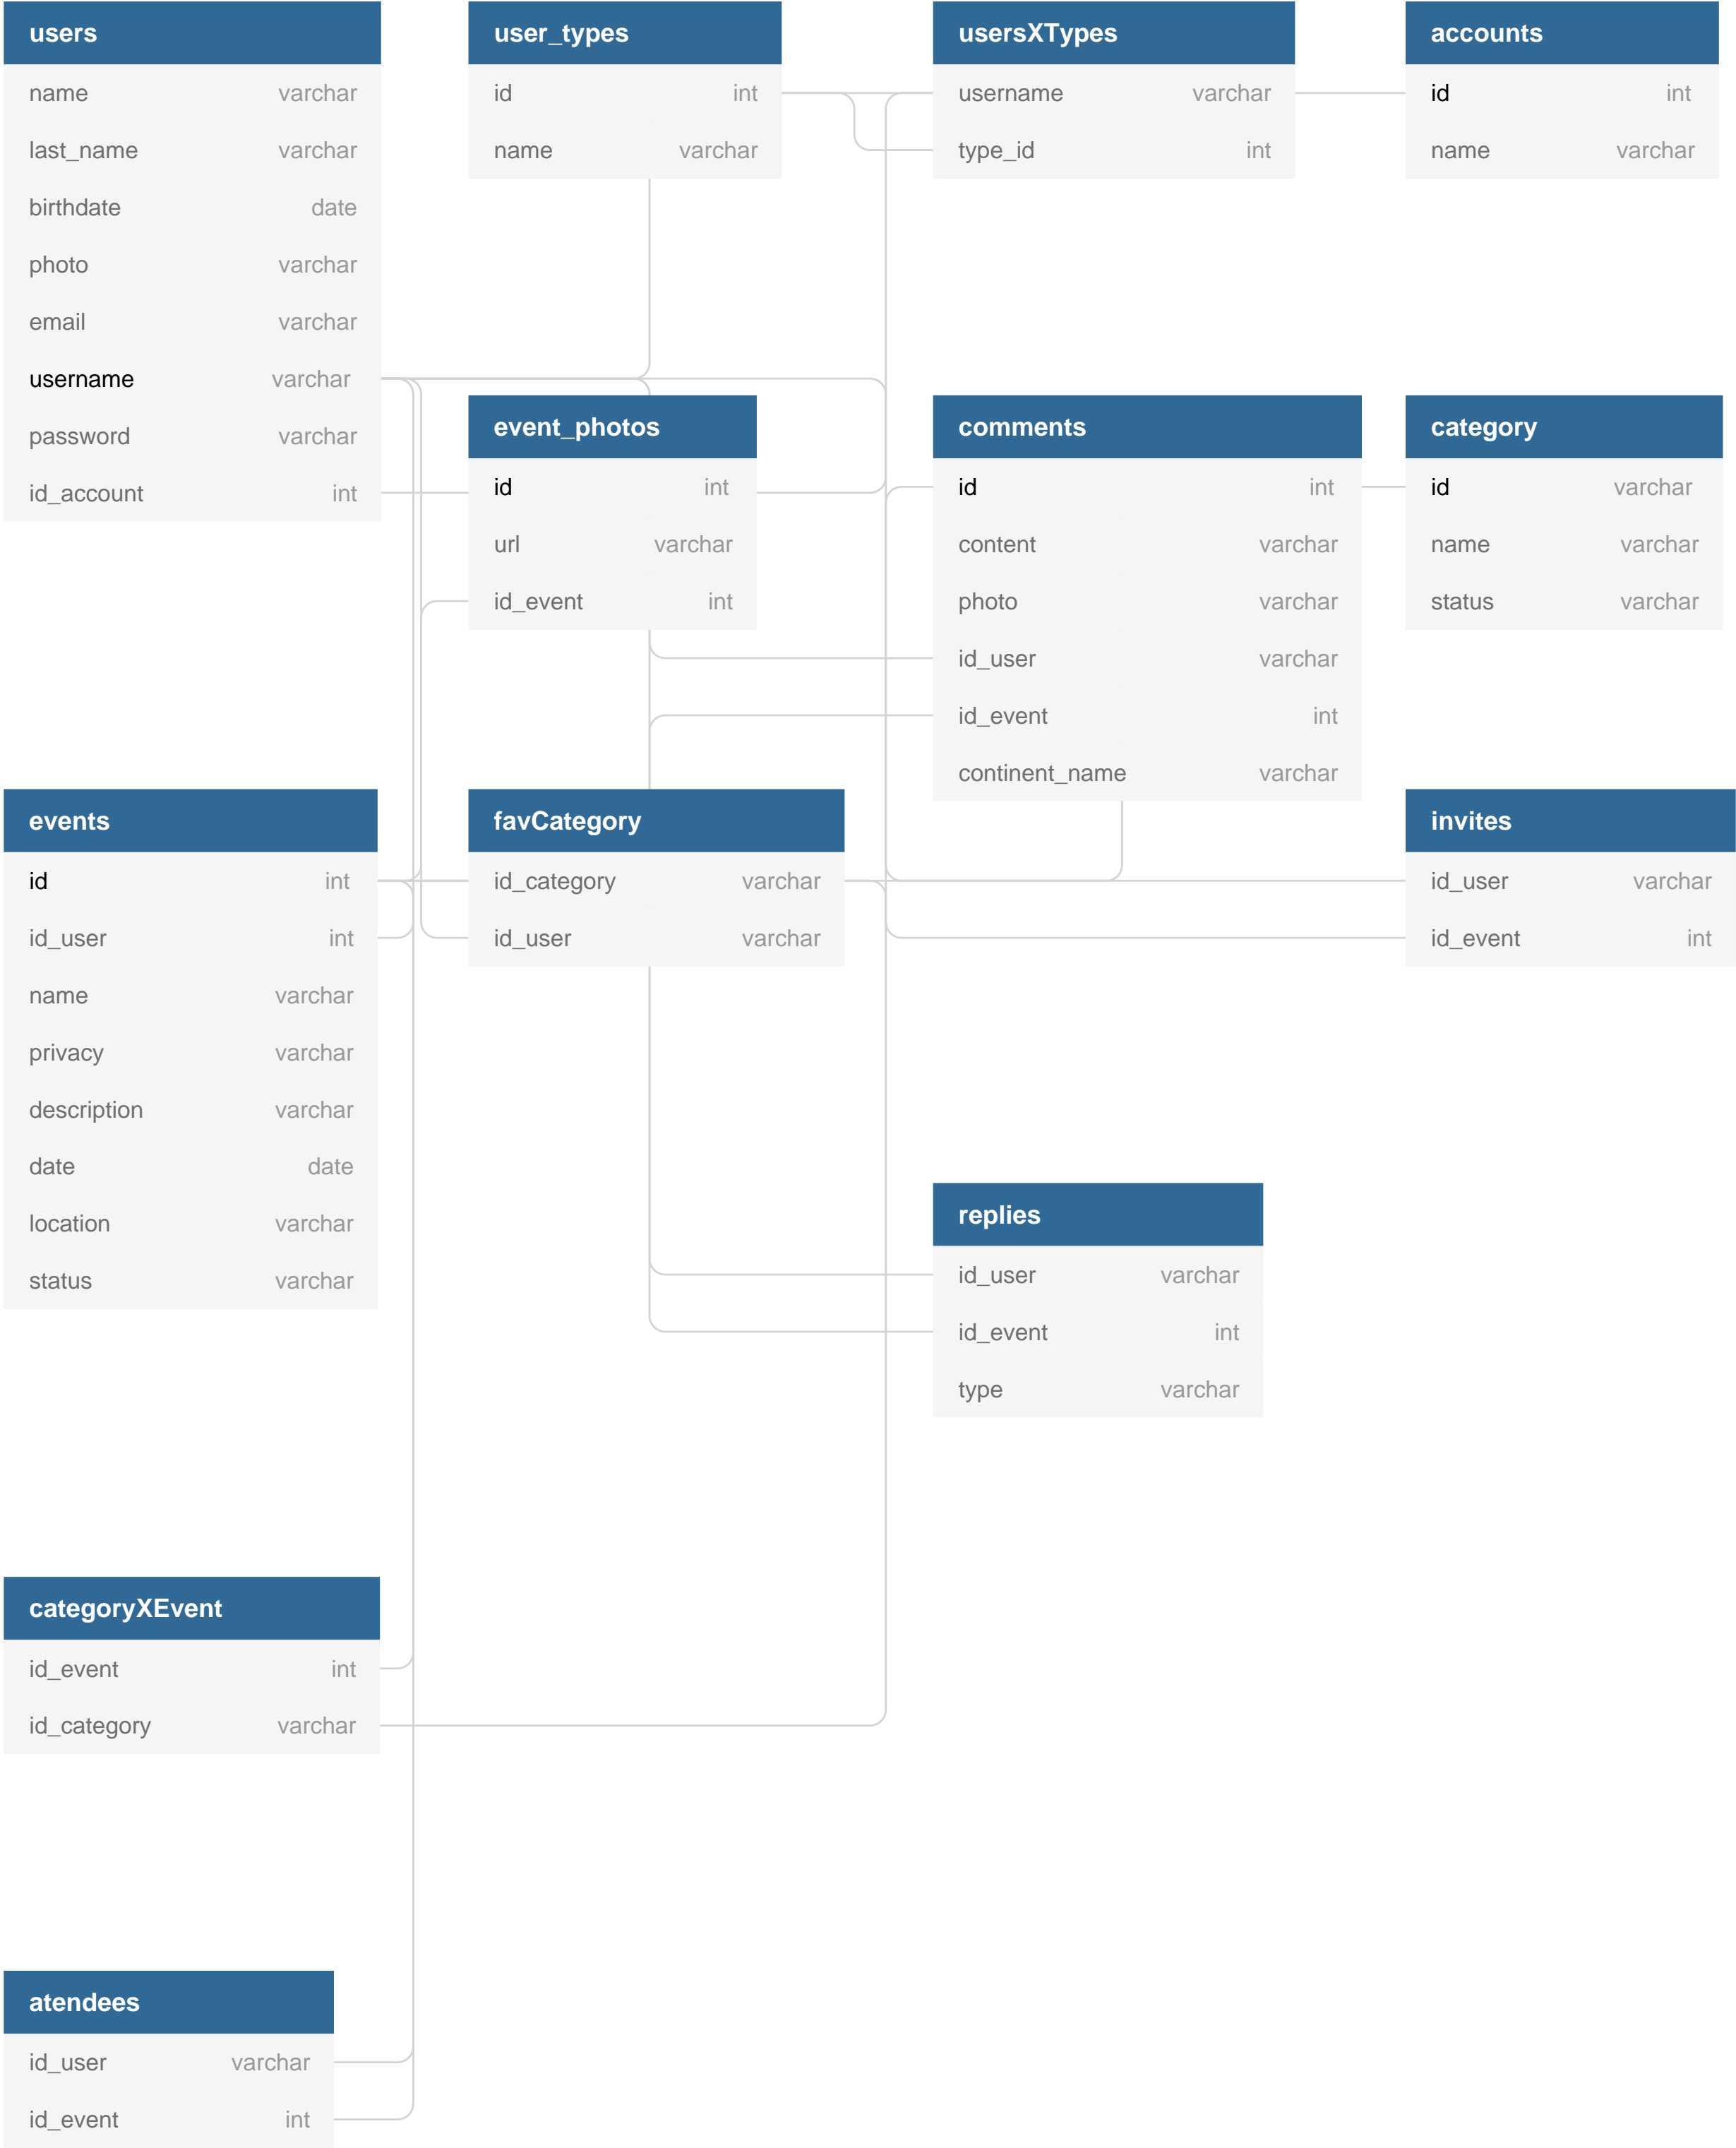 users
name varchar
last_name varchar
birthdate date
photo varchar
email varchar
username varchar
password varchar
id_account int
user_types
id int
name varchar
usersXTypes
username varchar
type_id int
accounts
id int
name varchar
event_photos
id int
url varchar
id_event int
comments
id int
content varchar
photo varchar
id_user varchar
id_event int
continent_name varchar
category
id varchar
name varchar
status varchar
events
id int
id_user int
name varchar
privacy varchar
description varchar
date date
location varchar
status varchar
favCategory
id_category varchar
id_user varchar
invites
id_user varchar
id_event int
replies
id_user varchar
id_event int
type varchar
categoryXEvent
id_event int
id_category varchar
atendees
id_user varchar
id_event int